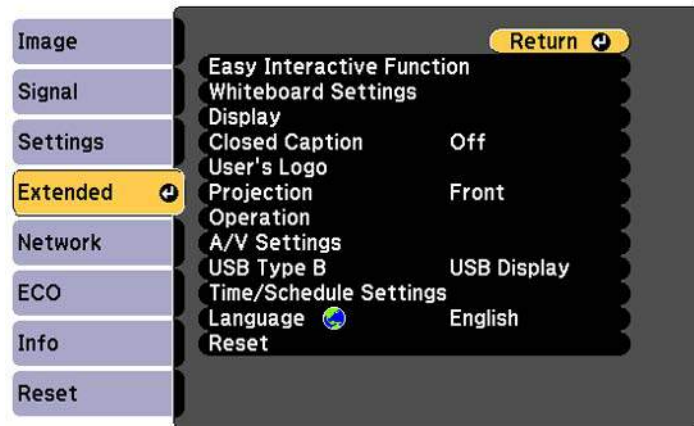 Image
Signal
Settings
Extended
Network
ECO
Info
Reset
Return
Easy Interactive Function
Whiteboard Settings
Display
Closed Caption Off
User's Logo
Projection Front
Operation
A/V Settings
USB Type B USB Display
Time/Schedule Settings
Language English
Reset